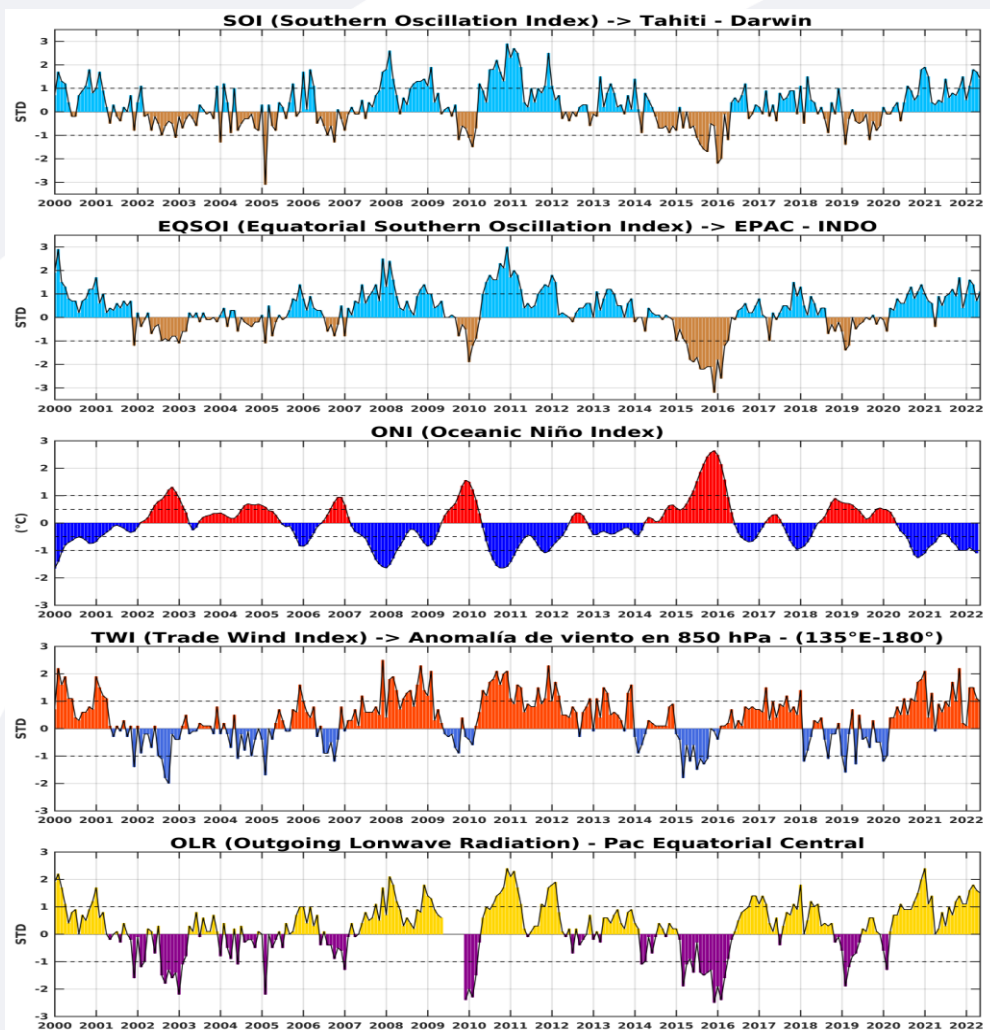 SOI (Southern Oscillation Index) -> Tahiti - Darwin
3
2
1
0
-1
-2
-3
STD
2000 2001 2002 2003 2004 2005 2006 2007 2008 2009 2010 2011 2012 2013 2014 2015 2016 2017 2018 2019 2020 2021 2022
EQSOI (Equatorial Southern Oscillation Index) -> EPAC - INDO
3
2
1
0
-1
-2
-3
STD
2000 2001 2002 2003 2004 2005 2006 2007 2008 2009 2010 2011 2012 2013 2014 2015 2016 2017 2018 2019 2020 2021 2022
ONI (Oceanic Niño Index)
3
2
1
0
-1
-2
-3
(°C)
2000 2001 2002 2003 2004 2005 2006 2007 2008 2009 2010 2011 2012 2013 2014 2015 2016 2017 2018 2019 2020 2021 2022
TWI (Trade Wind Index) -> Anomalía de viento en 850 hPa - (135°E-180°)
3
2
1
0
-1
-2
-3
STD
2000 2001 2002 2003 2004 2005 2006 2007 2008 2009 2010 2011 2012 2013 2014 2015 2016 2017 2018 2019 2020 2021 2022
OLR (Outgoing Lonwave Radiation) - Pac Equatorial Central
3
2
1
0
-1
-2
-3
STD
2000 2001 2002 2003 2004 2005 2006 2007 2008 2009 2010 2011 2012 2013 2014 2015 2016 2017 2018 2019 2020 2021 2022